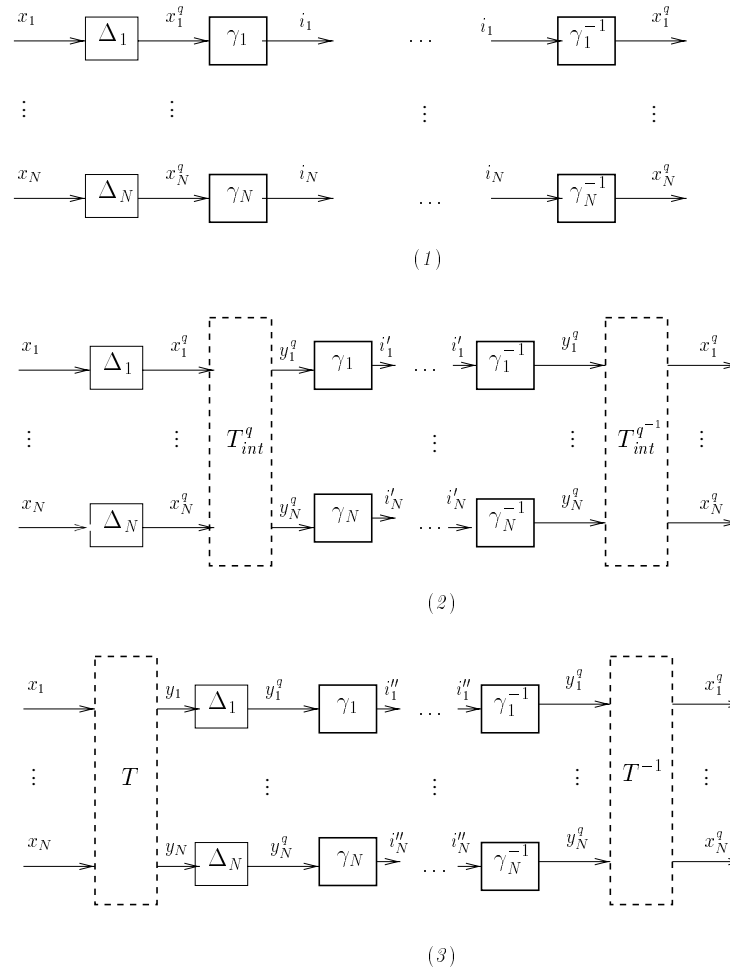 x_1 Δ_1 x_1^q γ_1 i_1 ... i_1 γ_1^{-1} x_1^q
⋮ ⋮ ⋮ ⋮
x_N Δ_N x_N^q γ_N i_N ... i_N γ_N^{-1} x_N^q
(1)
x_1 Δ_1 x_1^q y_1^q γ_1 i'_1 ... i'_1 γ_1^{-1} y_1^q x_1^q
⋮ ⋮ T_{int}^q ⋮ ⋮ T_{int}^{q^{-1}} ⋮
x_N Δ_N x_N^q y_N^q γ_N i'_N ... i'_N γ_N^{-1} y_N^q x_N^q
(2)
x_1 y_1 Δ_1 y_1^q γ_1 i''_1 ... i''_1 γ_1^{-1} y_1^q x_1^q
⋮ T ⋮ ⋮ ⋮ T^{-1} ⋮
x_N y_N Δ_N y_N^q γ_N i''_N ... i''_N γ_N^{-1} y_N^q x_N^q
(3)